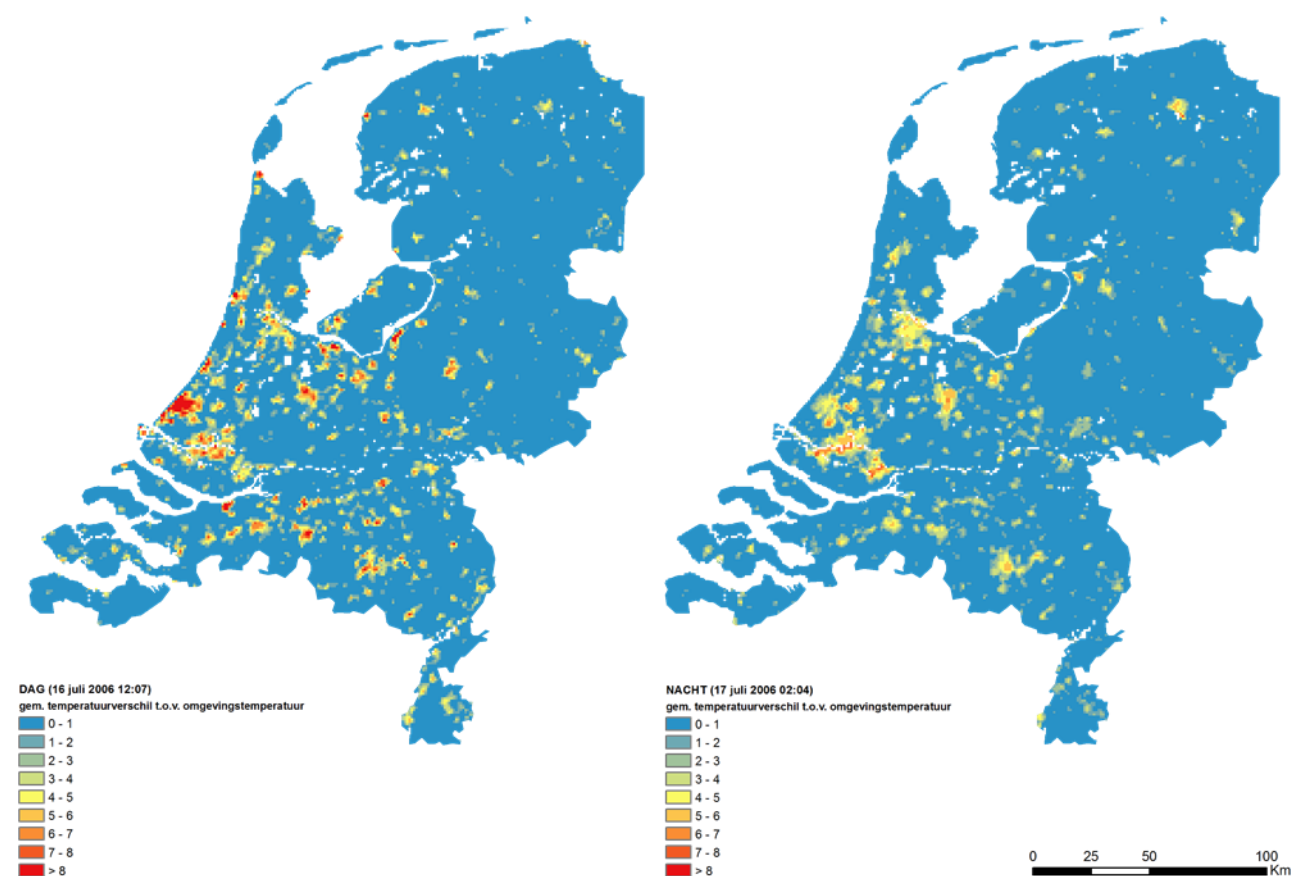 DAG (16 juli 2006 12:07)
gem. temperatuurverschil t.o.v. omgevingstemperatuur
0 - 1
1 - 2
2 - 3
3 - 4
4 - 5
5 - 6
6 - 7
7 - 8
> 8
NACHT (17 juli 2006 02:04)
gem. temperatuurverschil t.o.v. omgevingstemperatuur
0 - 1
1 - 2
2 - 3
3 - 4
4 - 5
5 - 6
6 - 7
7 - 8
> 8
0 25 50 100
Km